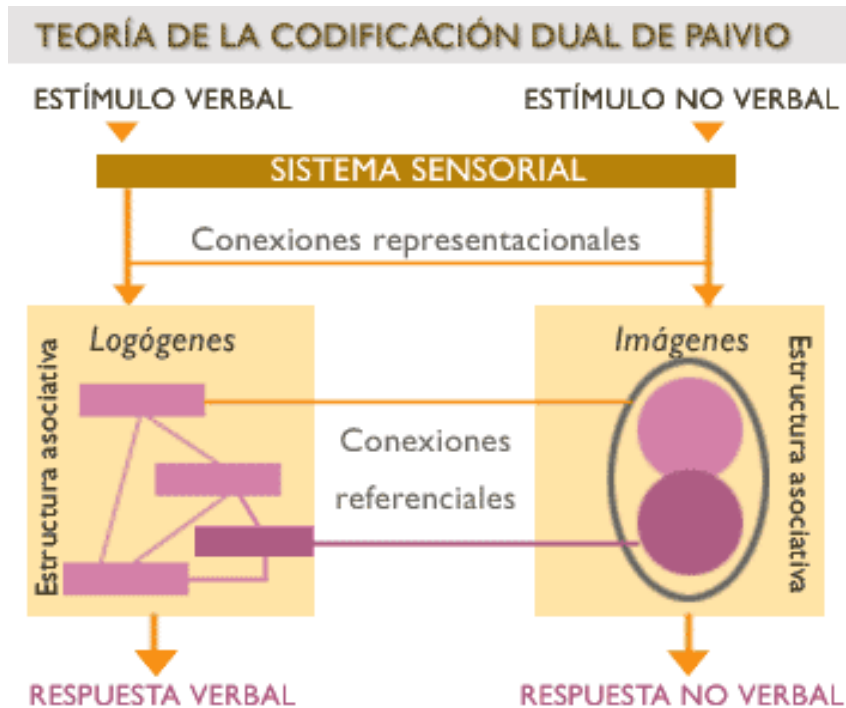 TEORÍA DE LA CODIFICACIÓN DUAL DE PAIVIO
ESTÍMULO VERBAL
ESTÍMULO NO VERBAL
SISTEMA SENSORIAL
Conexiones representacionales
Logógenes
Imágenes
Estructura asociativa
Conexiones
referenciales
Estructura asociativa
RESPUESTA VERBAL
RESPUESTA NO VERBAL